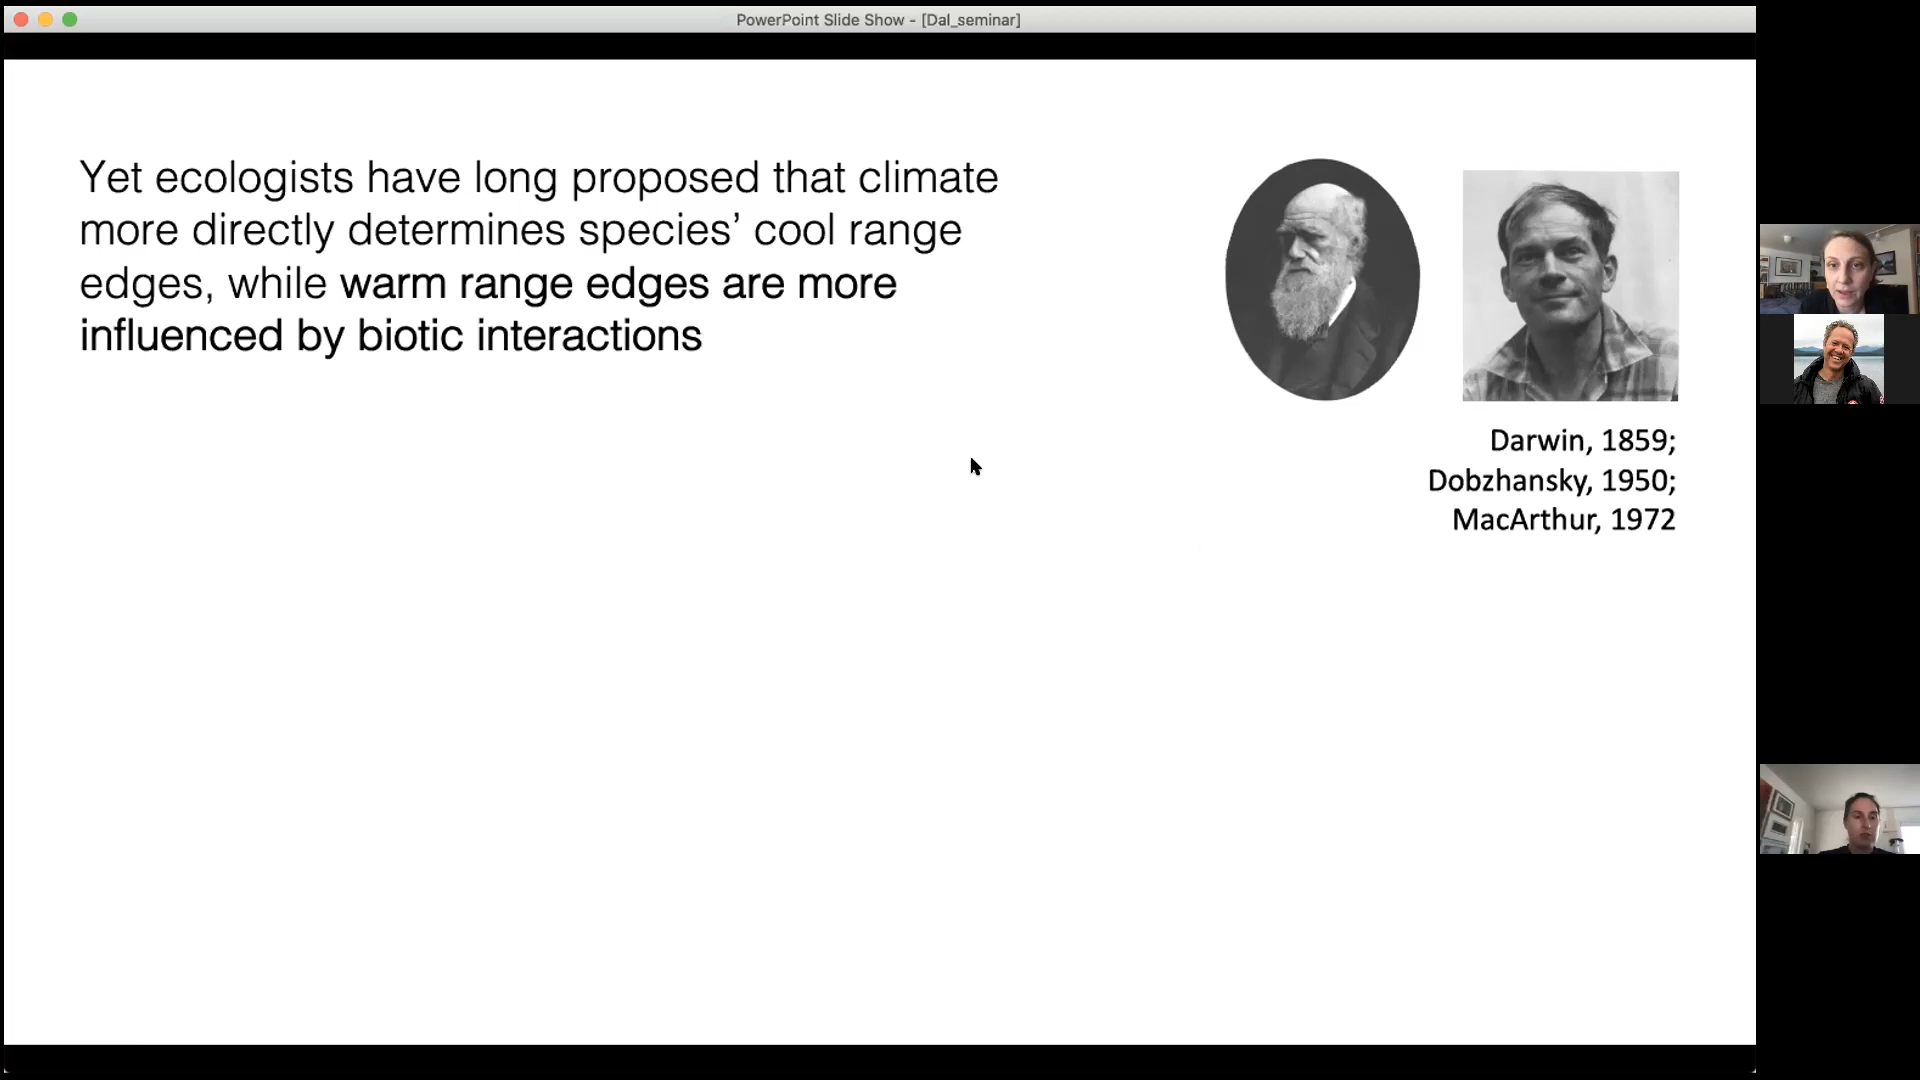 PowerPoint Slide Show - [Dal_seminar]
Yet ecologists have long proposed that climate
more directly determines species’ cool range
edges, while warm range edges are more
influenced by biotic interactions
Darwin, 1859;
Dobzhansky, 1950;
MacArthur, 1972